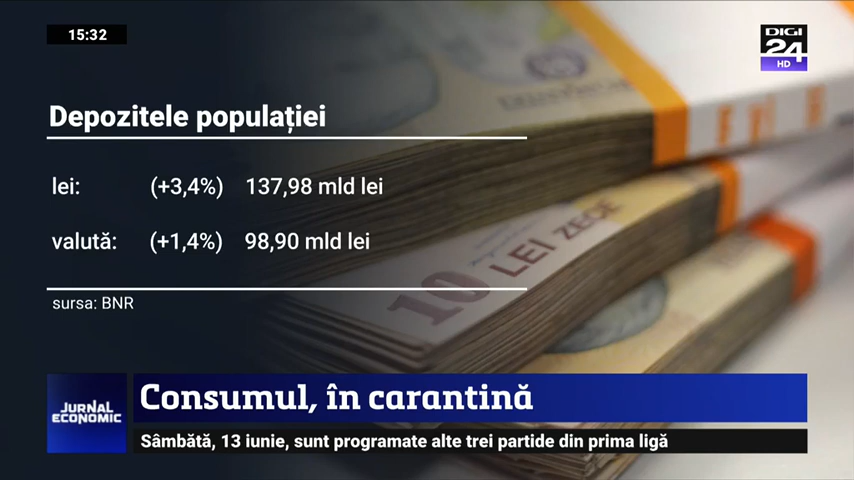 15:32
DIGI
24
HD
Depozitele populației
lei: (+3,4%) 137,98 mld lei
valută: (+1,4%) 98,90 mld lei
10 LEI ZECE
sursa: BNR
JURNAL
ECONOMIC
Consumul, în carantină
Sâmbătă, 13 iunie, sunt programate alte trei partide din prima ligă